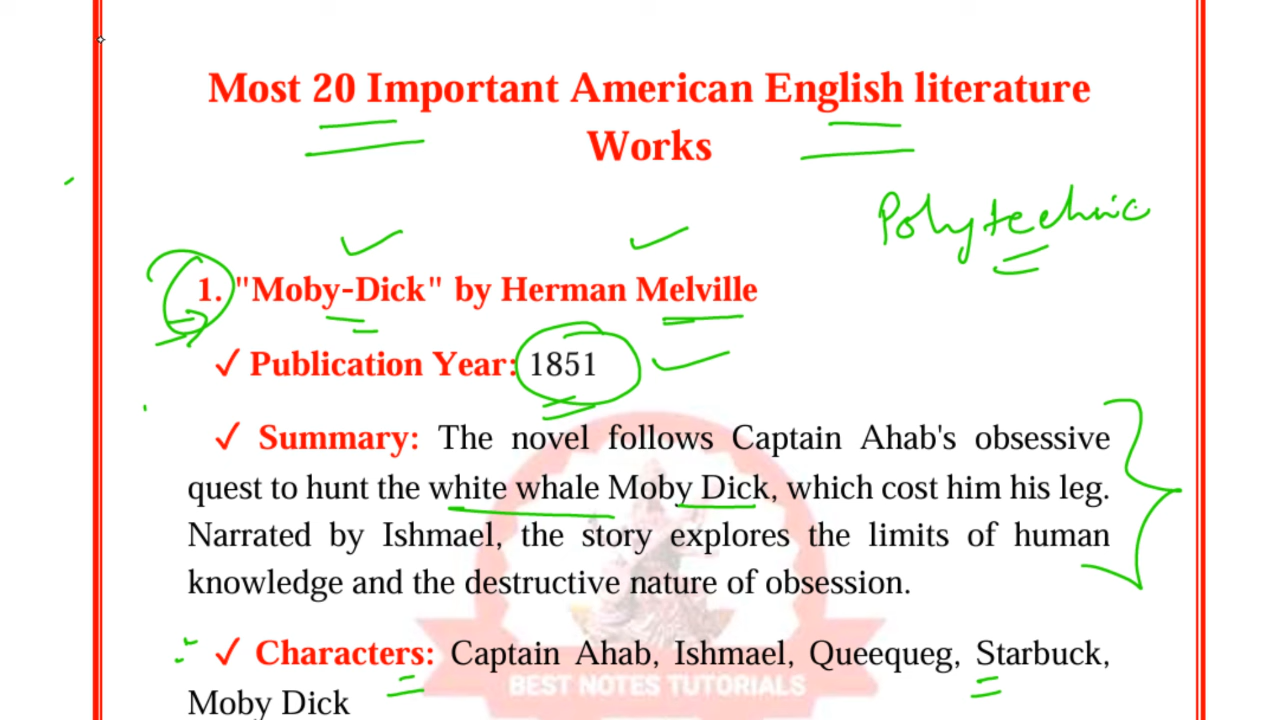 Most 20 Important American English literature
Works
Polytechnic
1. "Moby-Dick" by Herman Melville
✓ Publication Year: 1851
✓ Summary: The novel follows Captain Ahab's obsessive
quest to hunt the white whale Moby Dick, which cost him his leg.
Narrated by Ishmael, the story explores the limits of human
knowledge and the destructive nature of obsession.
✓ Characters: Captain Ahab, Ishmael, Queequeg, Starbuck,
BEST NOTES TUTORIALS
Moby Dick